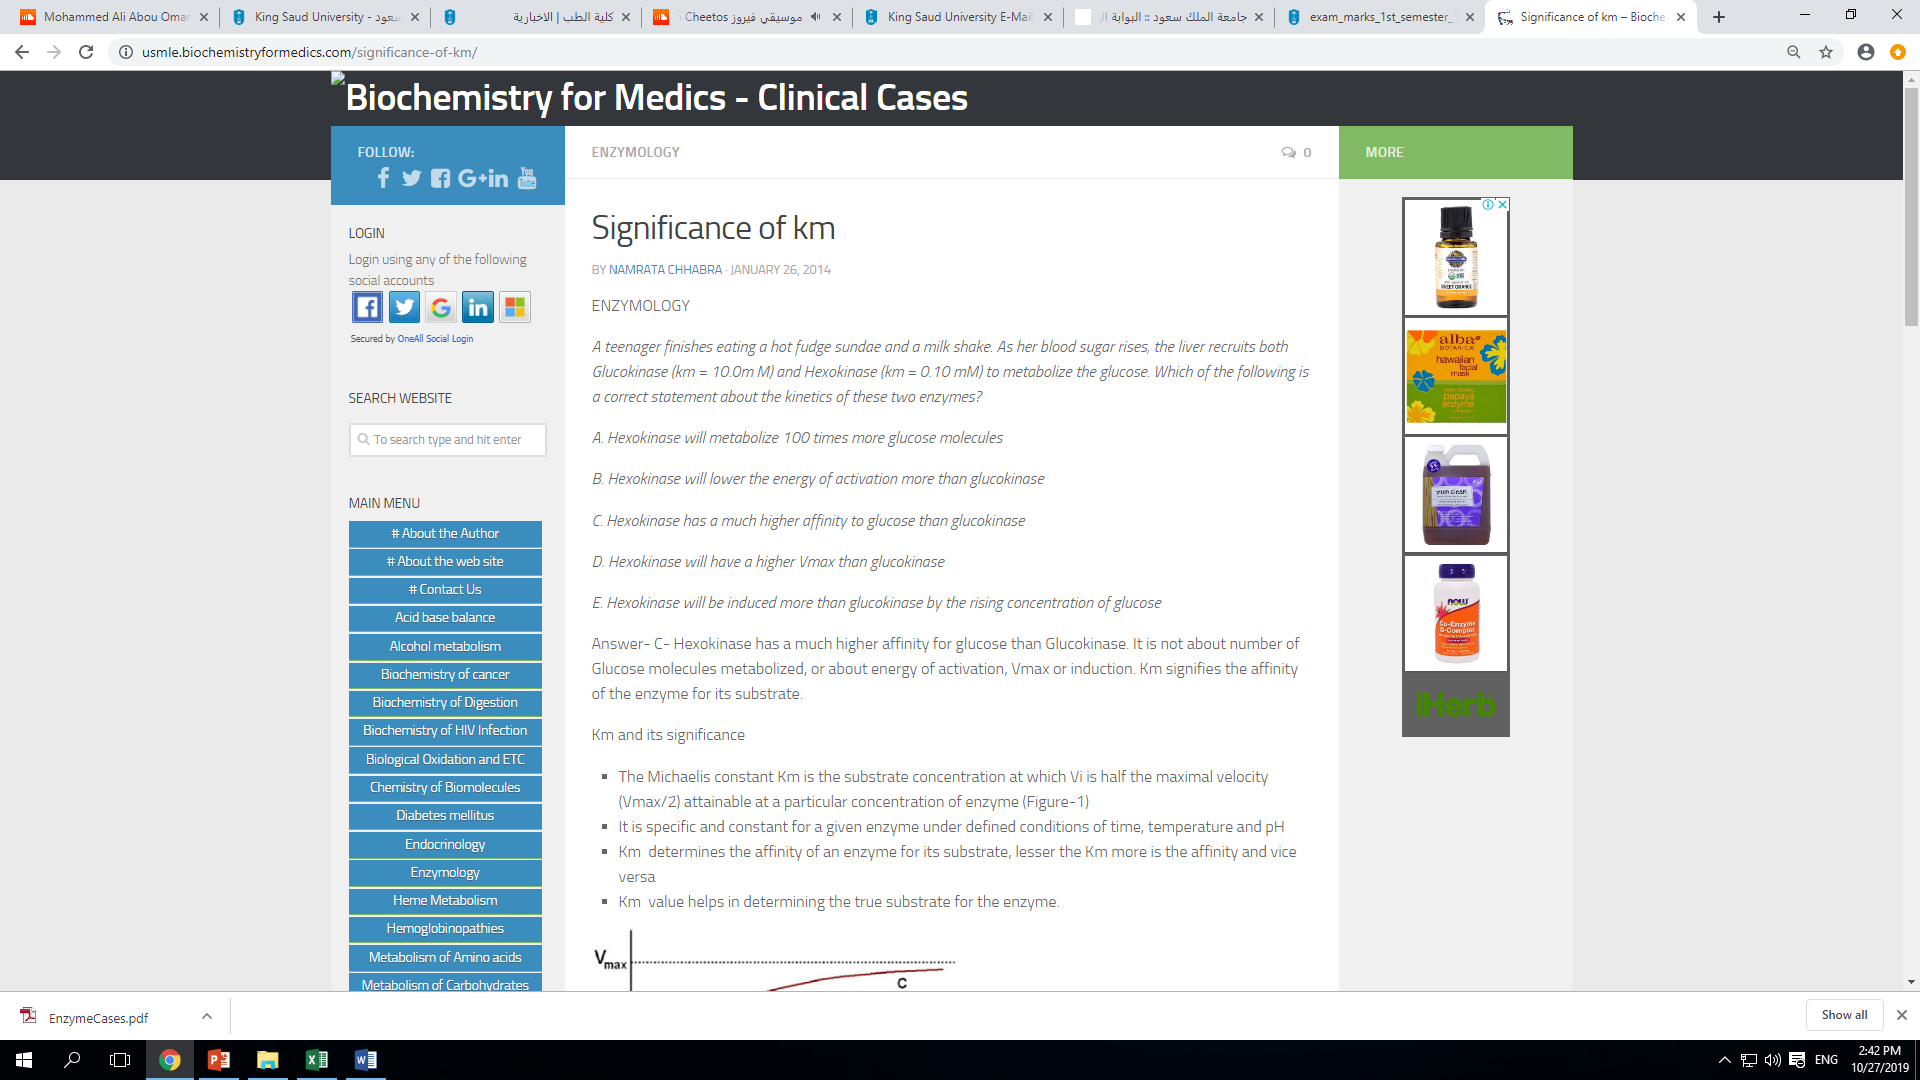 Mohammed Ali Abou Omar
King Saud University - سعود
كلية الطب | الاخبارية
موسيقي فيروز Cheetos
King Saud University E-Mail
جامعة الملك سعود :: البوابة
exam_marks_1st_semester_
Significance of km – Bioche
usmle.biochemistryformedics.com/significance-of-km/
Biochemistry for Medics - Clinical Cases
FOLLOW:
You Tube
LOGIN
Login using any of the following
social accounts
Secured by OneAll Social Login
SEARCH WEBSITE
To search type and hit enter
MAIN MENU
# About the Author
# About the web site
# Contact Us
Acid base balance
Alcohol metabolism
Biochemistry of cancer
Biochemistry of Digestion
Biochemistry of HIV Infection
Biological Oxidation and ETC
Chemistry of Biomolecules
Diabetes mellitus
Endocrinology
Enzymology
Heme Metabolism
Hemoglobinopathies
Metabolism of Amino acids
Metabolism of Carbohydrates
ENZYMOLOGY
0
Significance of km
BY NAMRATA CHHABRA · JANUARY 26, 2014
ENZYMOLOGY
A teenager finishes eating a hot fudge sundae and a milk shake. As her blood sugar rises, the liver recruits both
Glucokinase (km = 10.0m M) and Hexokinase (km = 0.10 mM) to metabolize the glucose. Which of the following is
a correct statement about the kinetics of these two enzymes?
A. Hexokinase will metabolize 100 times more glucose molecules
B. Hexokinase will lower the energy of activation more than glucokinase
C. Hexokinase has a much higher affinity to glucose than glucokinase
D. Hexokinase will have a higher Vmax than glucokinase
E. Hexokinase will be induced more than glucokinase by the rising concentration of glucose
Answer- C- Hexokinase has a much higher affinity for glucose than Glucokinase. It is not about number of
Glucose molecules metabolized, or about energy of activation, Vmax or induction. Km signifies the affinity
of the enzyme for its substrate.
Km and its significance
The Michaelis constant Km is the substrate concentration at which Vi is half the maximal velocity
(Vmax/2) attainable at a particular concentration of enzyme (Figure-1)
It is specific and constant for a given enzyme under defined conditions of time, temperature and pH
Km determines the affinity of an enzyme for its substrate, lesser the Km more is the affinity and vice
versa
Km value helps in determining the true substrate for the enzyme.
Vmax
C
MORE
SWEET ORANGE
alba
BOTANICA
hawaiian
facial
mask
papaya
enzyme
NOW
Co-Enzyme
B-Complex
iHerb
EnzymeCases.pdf
Show all
ENG
2:42 PM
10/27/2019